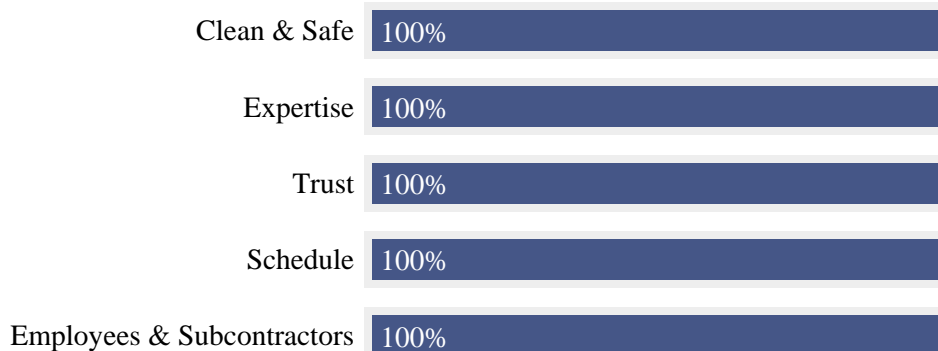 Clean & Safe 100%
Expertise 100%
Trust 100%
Schedule 100%
Employees & Subcontractors 100%